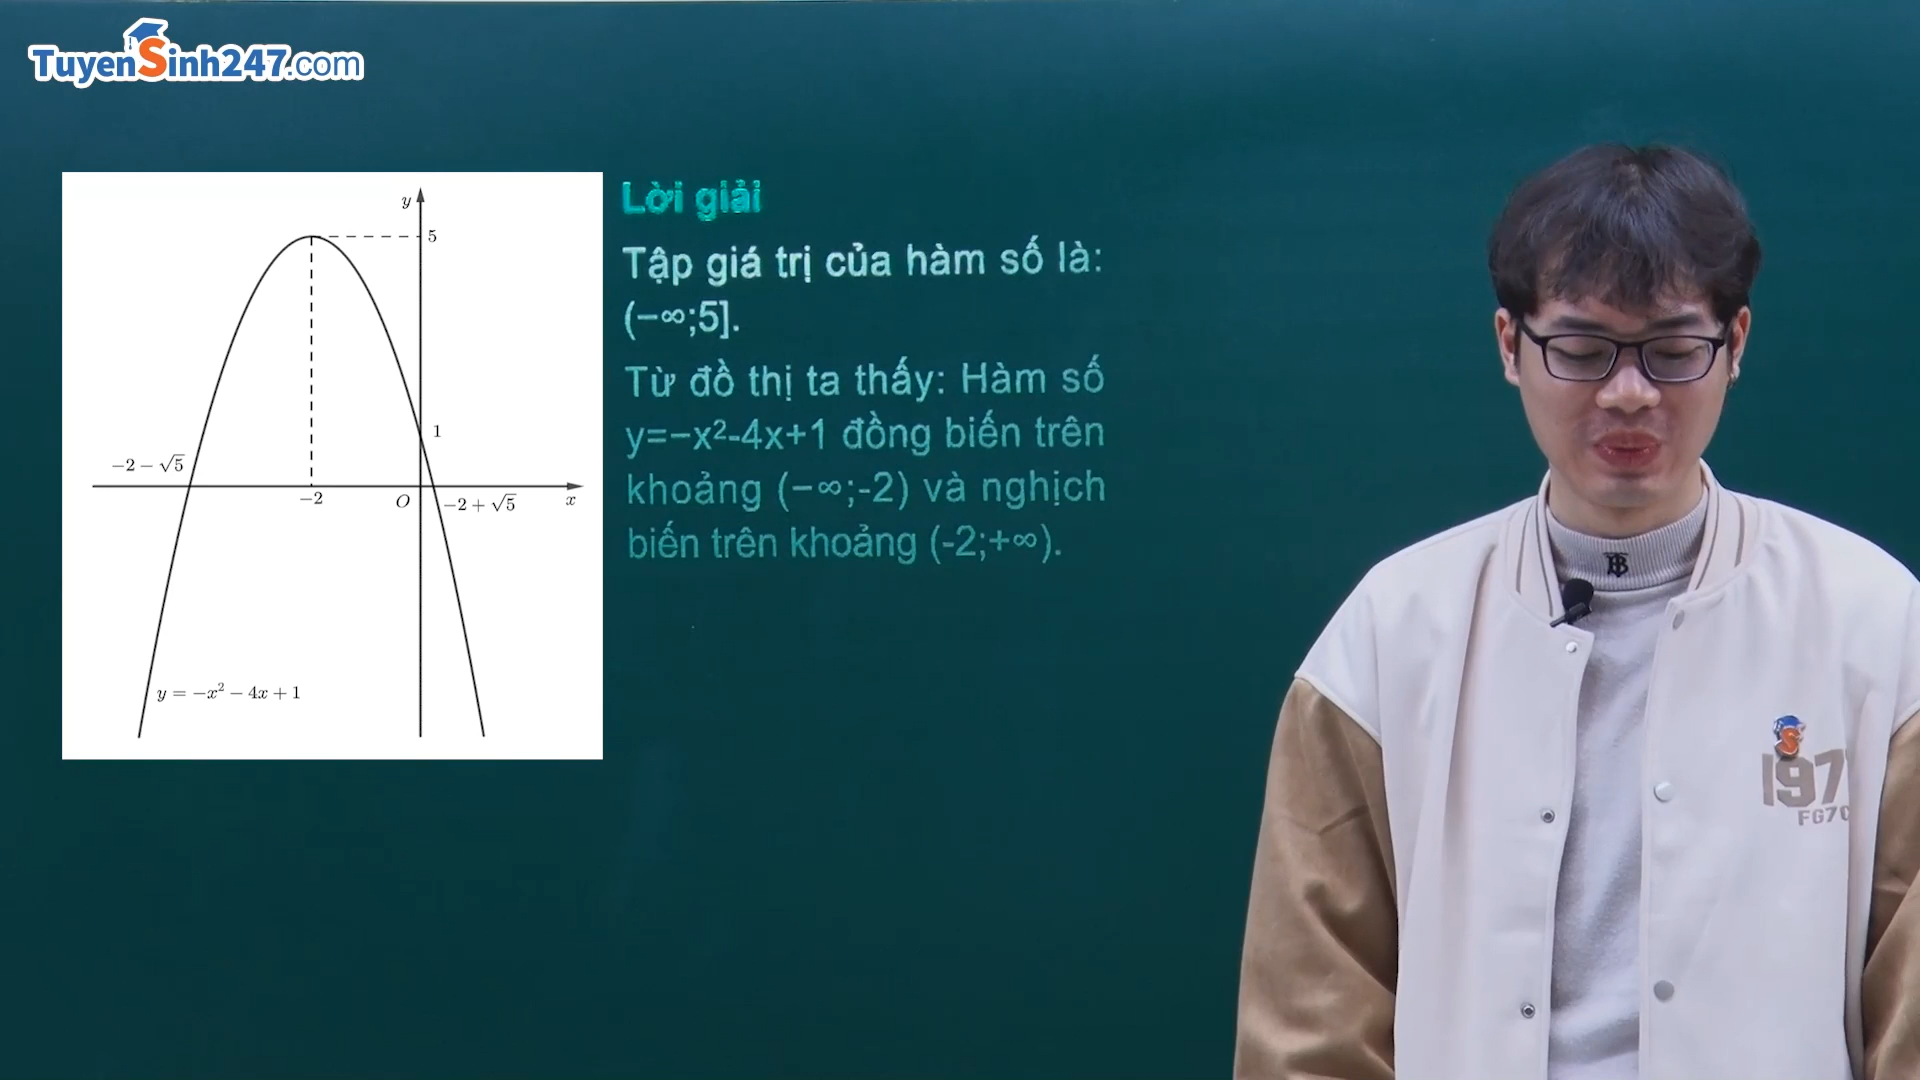 TuyenSinh247.com
y
5
1
-2 - √5
-2
O
-2 + √5
x
y = -x² - 4x + 1
Lời giải
Tập giá trị của hàm số là:
(-∞;5].
Từ đồ thị ta thấy: Hàm số
y=-x²-4x+1 đồng biến trên
khoảng (-∞;-2) và nghịch
biến trên khoảng (-2;+∞).
B
S
197
FG7C